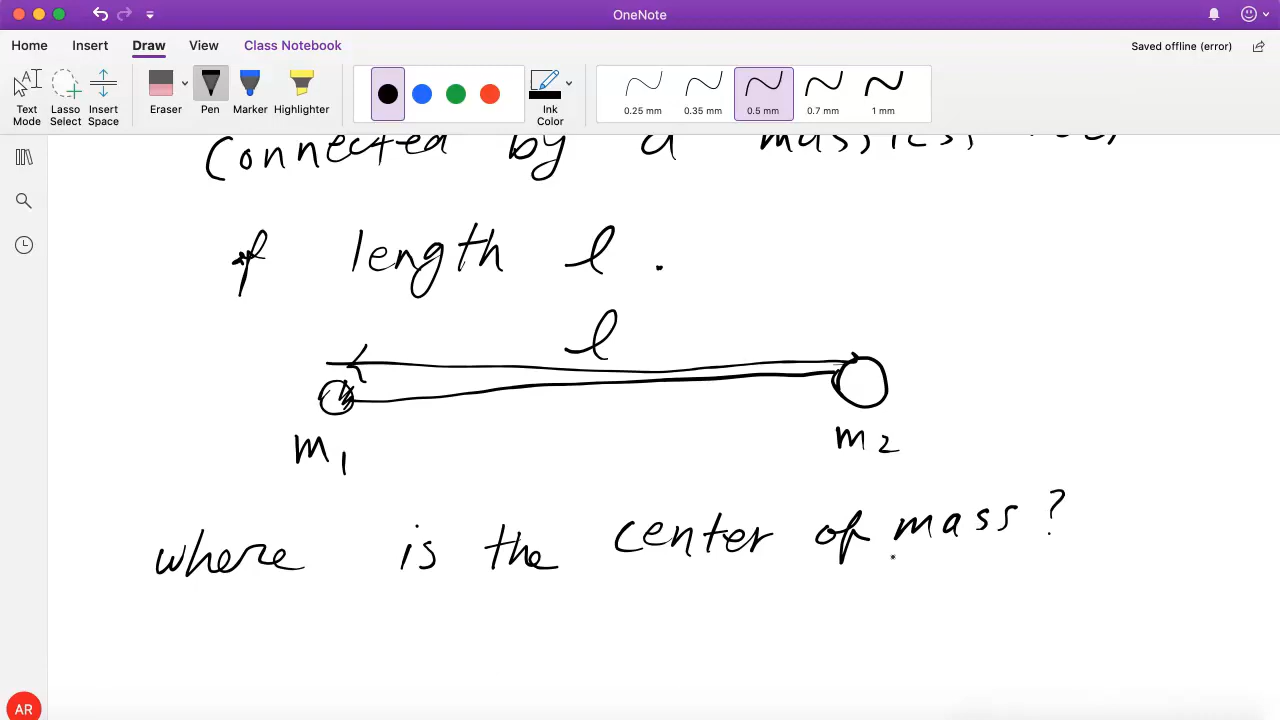 OneNote
Home Insert Draw View Class Notebook
Saved offline (error)
Text Mode
Lasso Select
Insert Space
Eraser
Pen
Marker
Highlighter
Ink Color
0.25 mm
0.35 mm
0.5 mm
0.7 mm
1 mm
Connected by a massless
of length l.
l
m1
m2
where is the center of mass?
AR